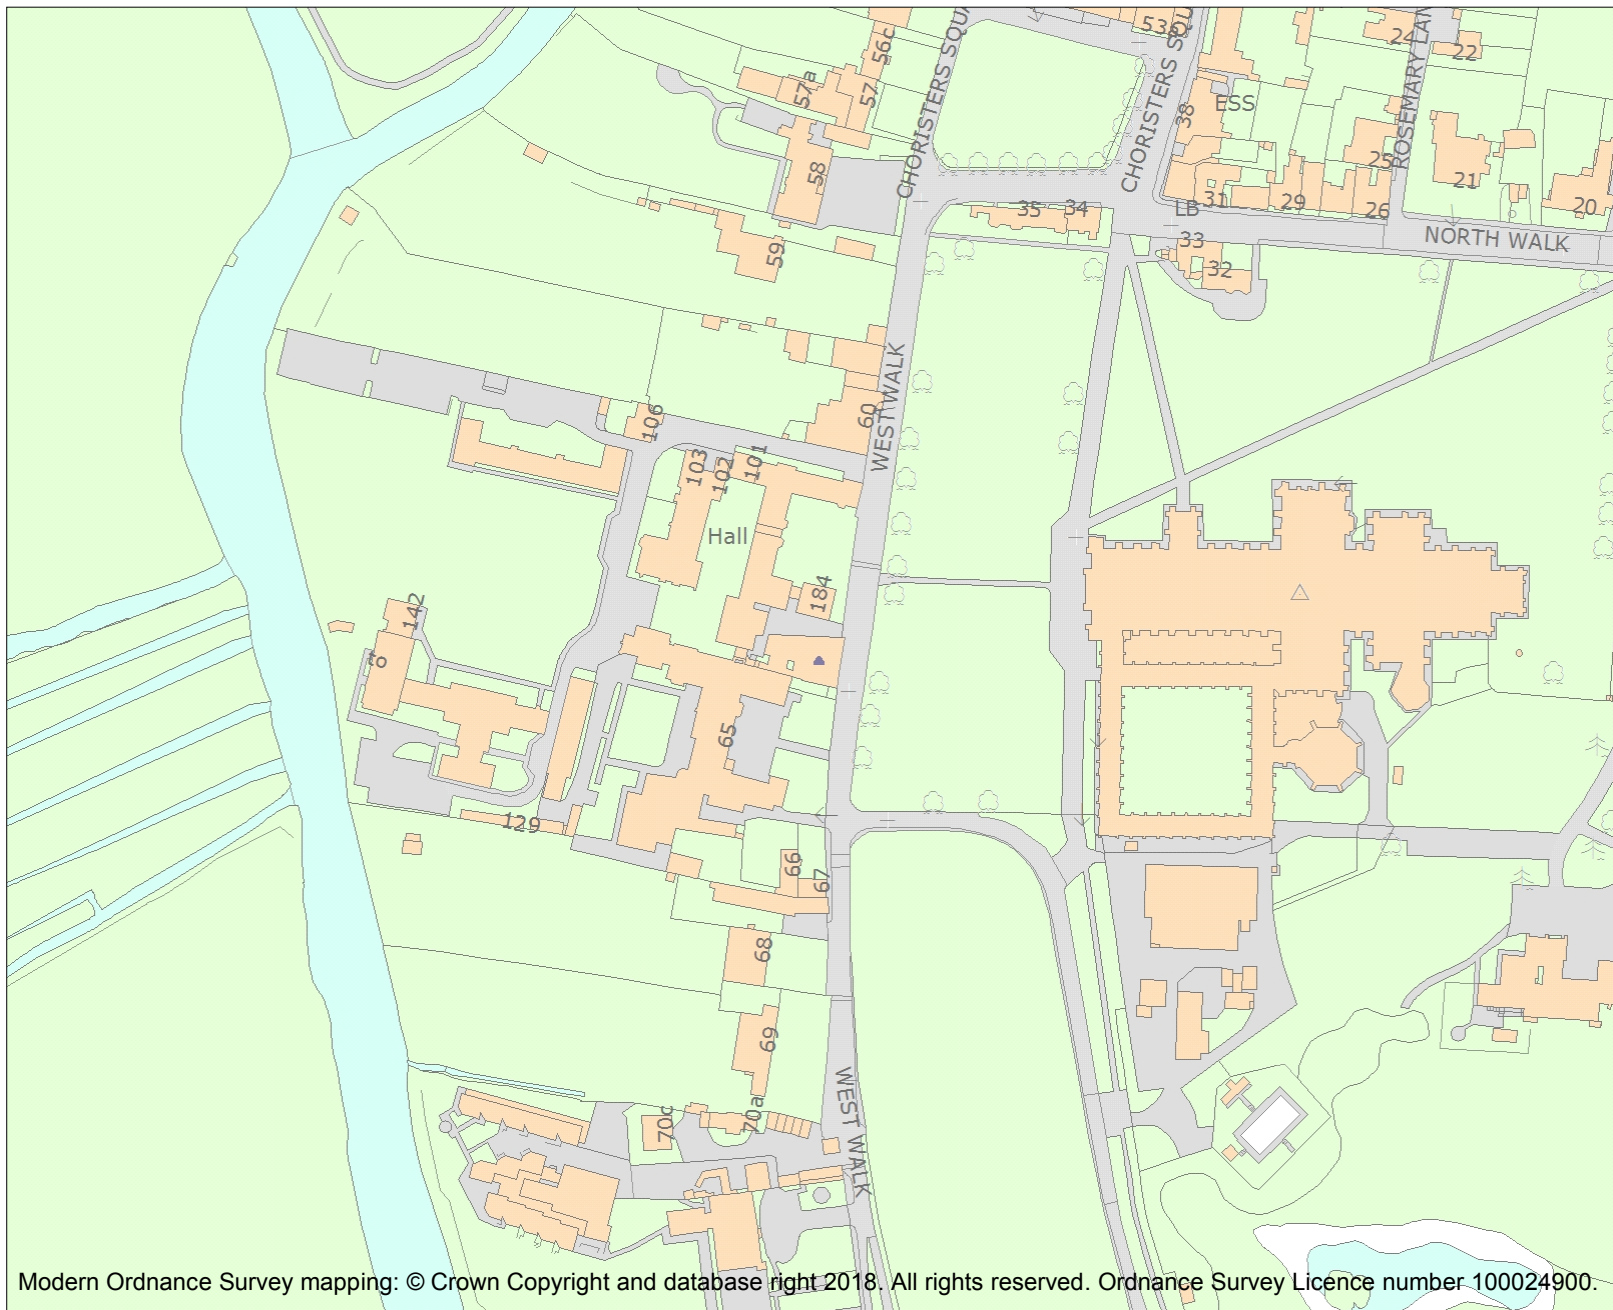 CHORISTERS SQUA
53a
CHORISTERS SQU
ROSEMARY LAN
24
22
56c
57a
57
58
38
ESS
25
21
20
31
29
26
35
34
LB
33
32
NORTH WALK
59
WEST WALK
60
106
103
102
101
Hall
184
142
65
129
66
67
68
69
WEST WALK
70c
70a
Modern Ordnance Survey mapping: © Crown Copyright and database right 2018. All rights reserved. Ordnance Survey Licence number 100024900.